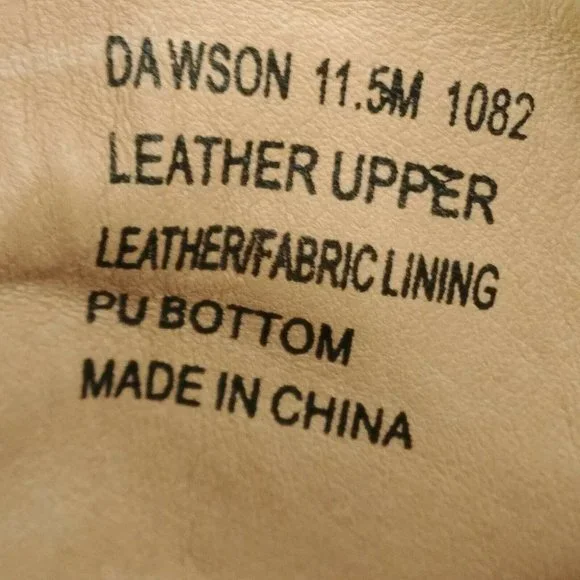 DAWSON 11.5M 1082
LEATHER UPPER
LEATHER/FABRIC LINING
PU BOTTOM
MADE IN CHINA